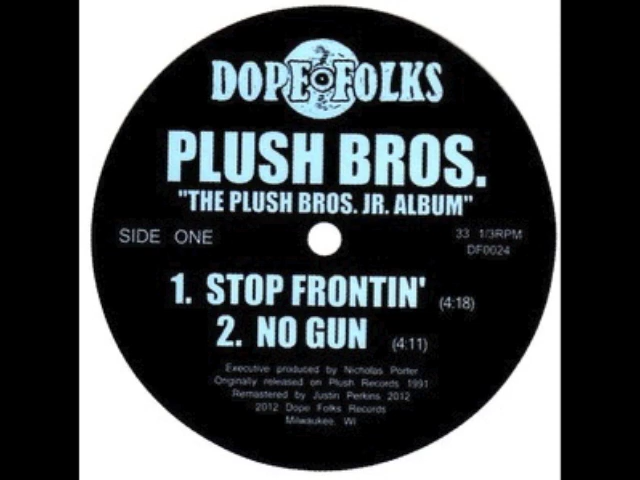 DOPE FOLKS
PLUSH BROS.
"THE PLUSH BROS. JR. ALBUM"
SIDE ONE
33 1/3RPM
DF0024
1. STOP FRONTIN' (4:18)
2. NO GUN (4:11)
Executive produced by Nicholas Porter
Originally released on Plush Records 1991
Remastered by Justin Perkins 2012
2012 Dope Folks Records
Milwaukee, WI